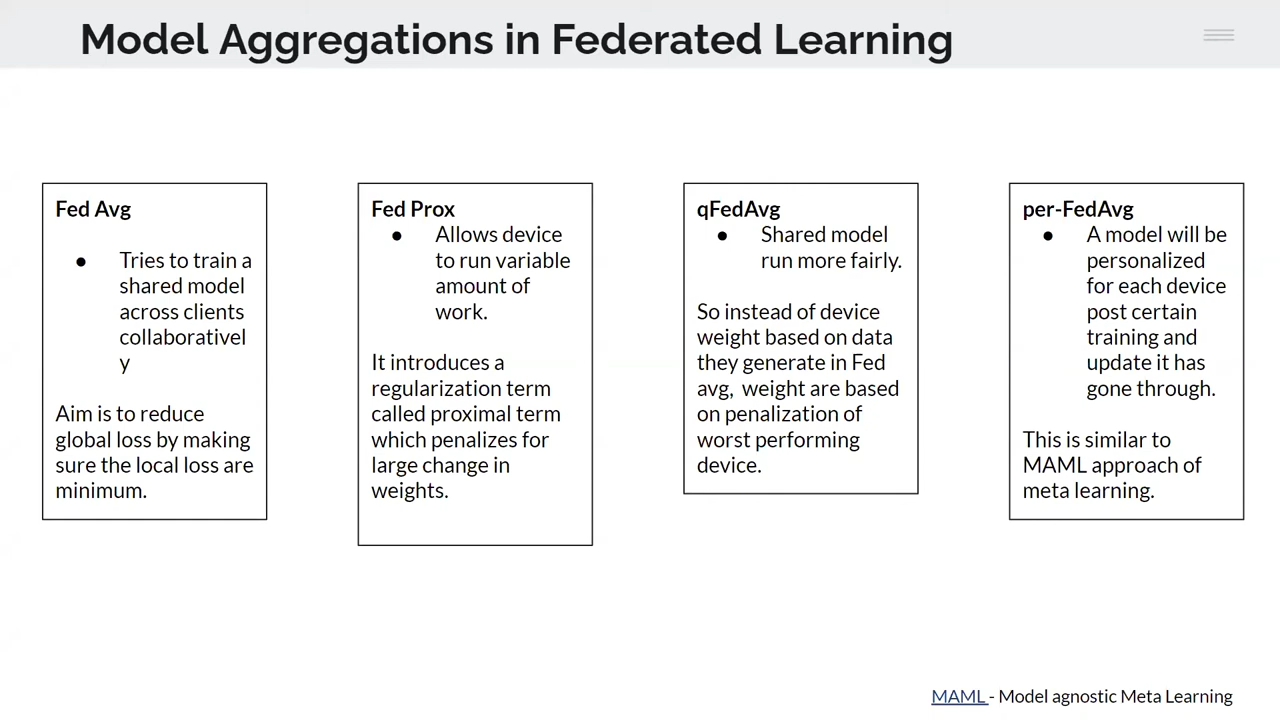 Model Aggregations in Federated Learning
Fed Avg
● Tries to train a
shared model
across clients
collaborativel
y
Aim is to reduce
global loss by making
sure the local loss are
minimum.
Fed Prox
● Allows device
to run variable
amount of
work.
It introduces a
regularization term
called proximal term
which penalizes for
large change in
weights.
qFedAvg
● Shared model
run more fairly.
So instead of device
weight based on data
they generate in Fed
avg, weight are based
on penalization of
worst performing
device.
per-FedAvg
● A model will be
personalized
for each device
post certain
training and
update it has
gone through.
This is similar to
MAML approach of
meta learning.
MAML - Model agnostic Meta Learning